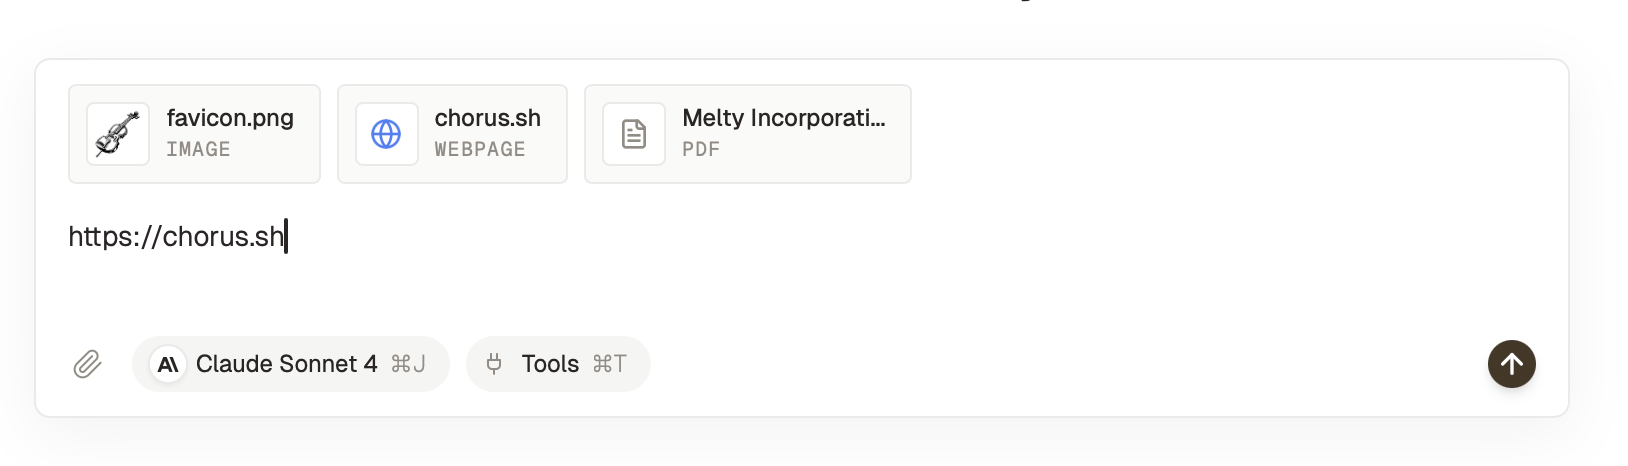 favicon.png
IMAGE
chorus.sh
WEBPAGE
Melty Incorporati...
PDF
https://chorus.sh
Claude Sonnet 4 ⌘J
Tools ⌘T